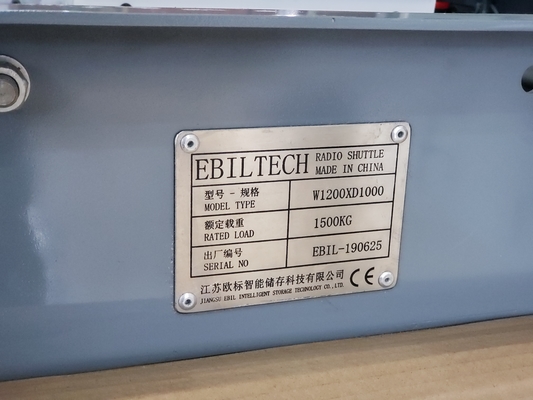 EBILTECH RADIO SHUTTLE
MADE IN CHINA
型号 - 规格
MODEL TYPE
W1200XD1000
额定载重
RATED LOAD
1500KG
出厂编号
SERIAL NO
EBIL-190625
江苏欧标智能储存科技有限公司 CE
JIANGSU EBIL INTELLIGENT STORAGE TECHNOLOGY CO.,LTD.